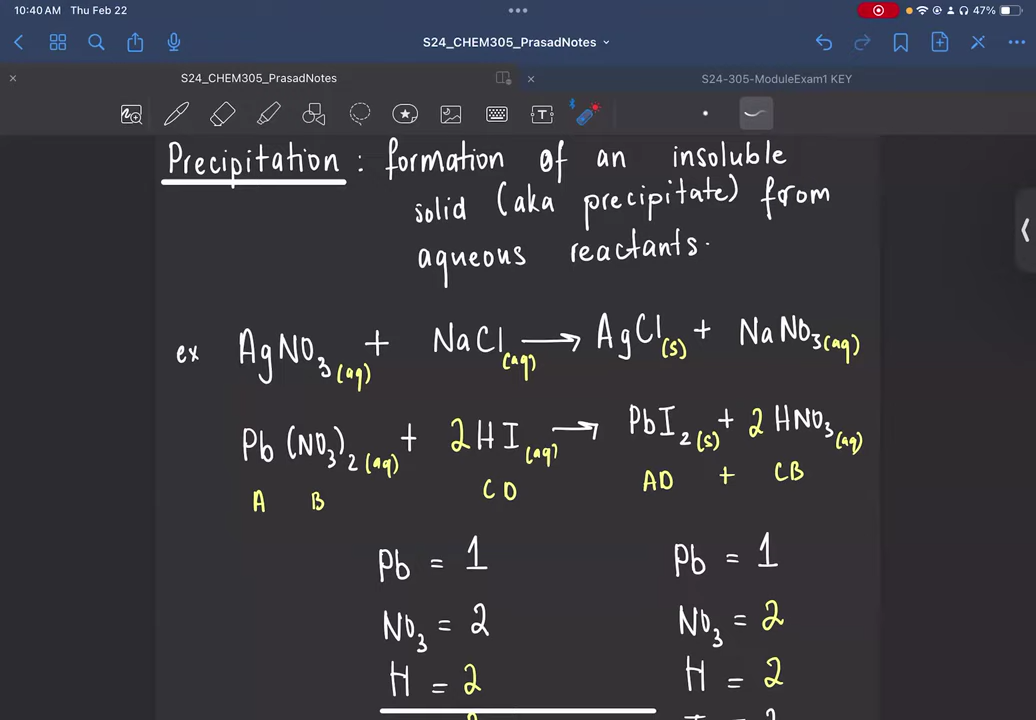 10:40 AM Thu Feb 22
47%
S24_CHEM305_PrasadNotes
S24_CHEM305_PrasadNotes
S24-305-ModuleExam1 KEY
Precipitation : formation of an insoluble
solid (aka precipitate) from
aqueous reactants.
ex AgNO₃(aq) + NaCl(aq) → AgCl(s) + NaNO₃(aq)
Pb(NO₃)₂(aq) + 2HI(aq) → PbI₂(s) + 2HNO₃(aq)
A B C D AD + CB
Pb = 1 Pb = 1
NO₃ = 2 NO₃ = 2
H = 2 H = 2